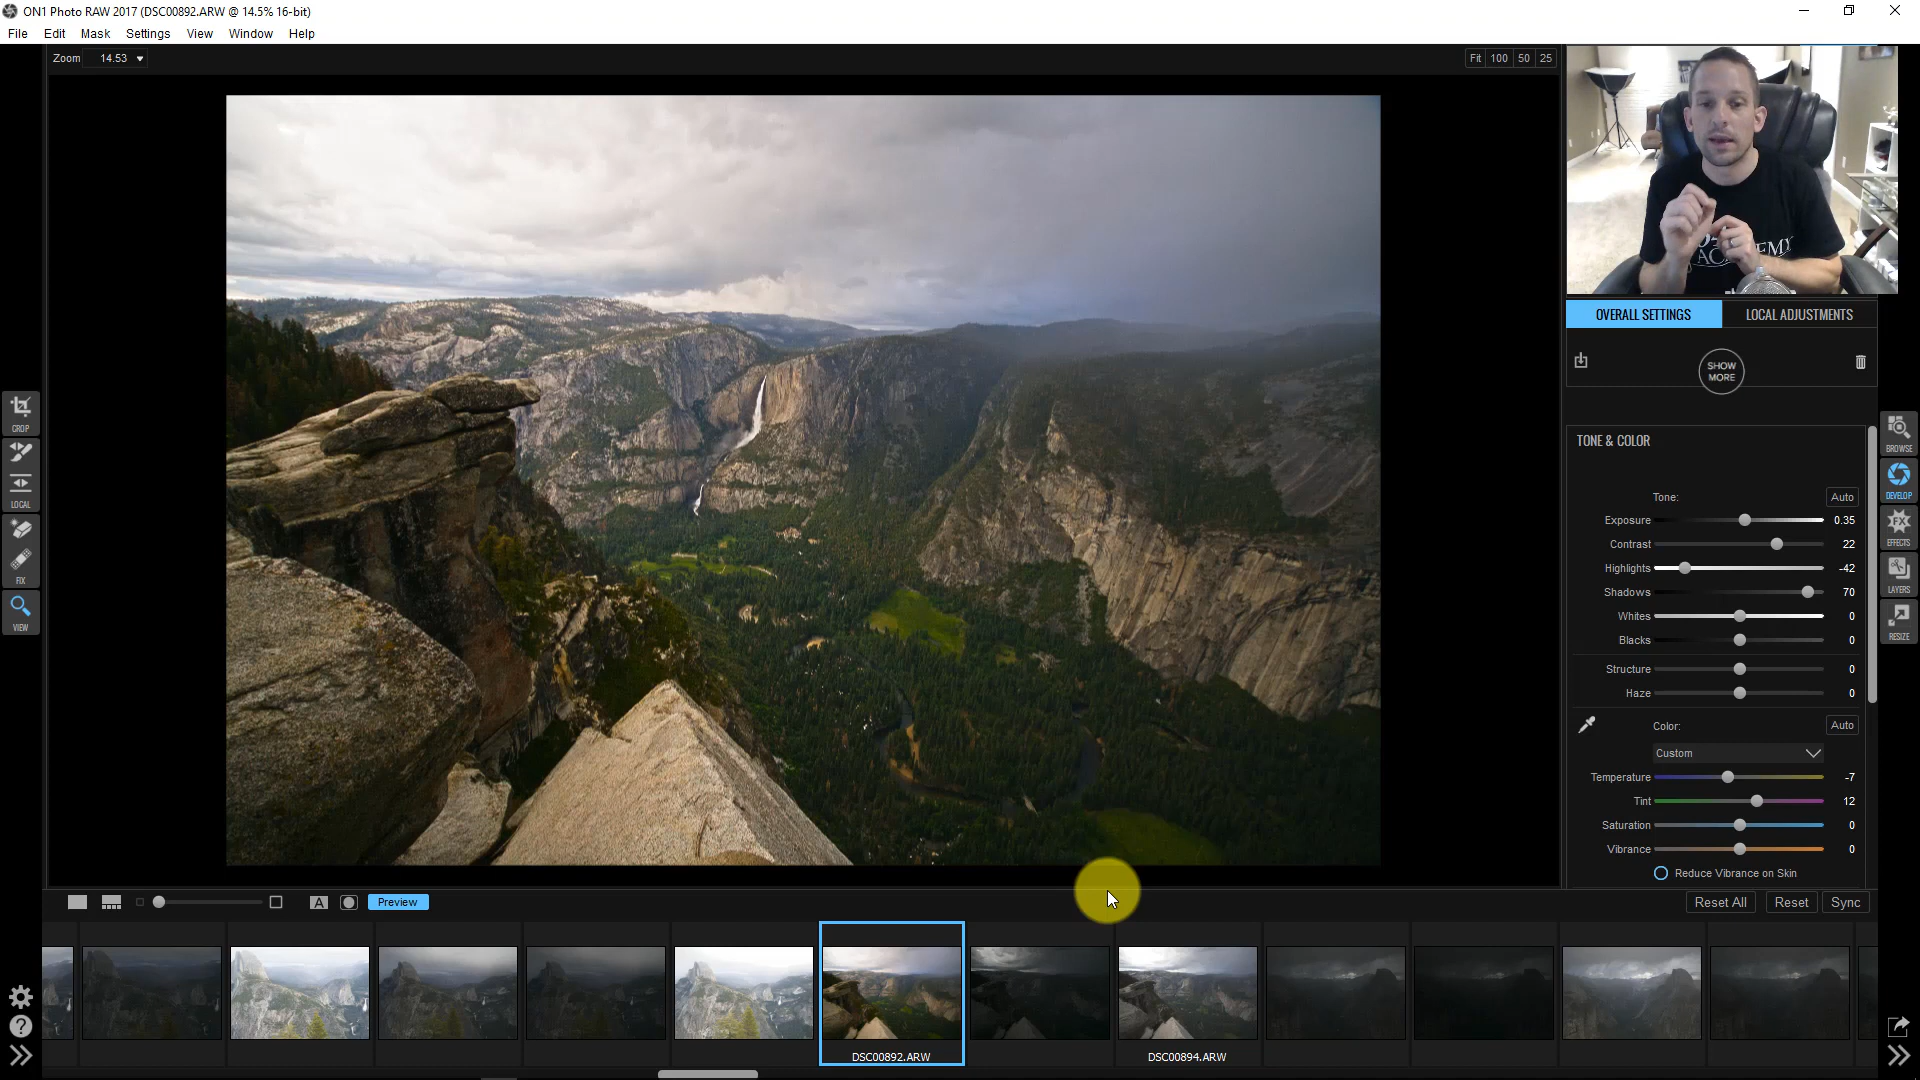 ON1 Photo RAW 2017 (DSC00892.ARW @ 14.5% 16-bit)
File Edit Mask Settings View Window Help
Zoom 14.53
Fit 100 50 25
ACADEMY
OVERALL SETTINGS LOCAL ADJUSTMENTS
SHOW
MORE
TONE & COLOR
Tone: Auto
Exposure 0.35
Contrast 22
Highlights -42
Shadows 70
Whites 0
Blacks 0
Structure 0
Haze 0
Color: Auto
Custom
Temperature -7
Tint 12
Saturation 0
Vibrance 0
Reduce Vibrance on Skin
CROP
LOCAL
FIX
VIEW
BROWSE
DEVELOP
FX
EFFECTS
LAYERS
RESIZE
A Preview
Reset All Reset Sync
DSC00892.ARW DSC00894.ARW